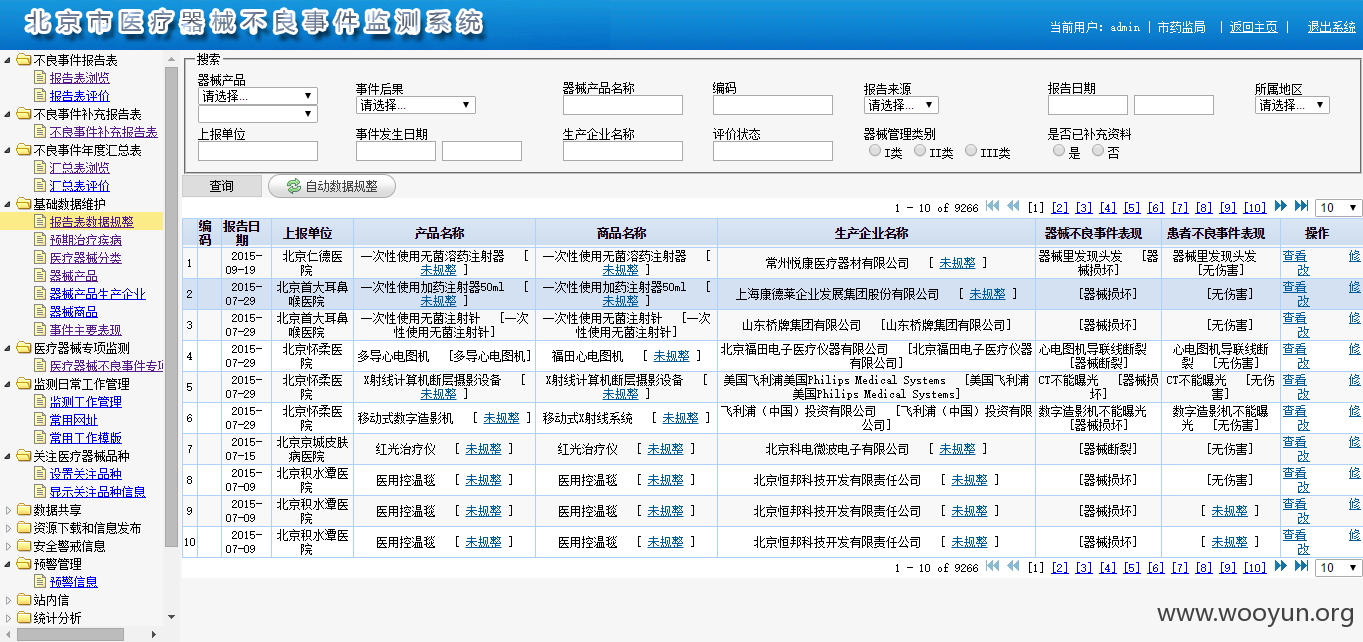 北京市医疗器械不良事件监测系统
当前用户: admin | 市药监局 | 返回主页 | 退出系统
不良事件报告表
报告表浏览
报告表评价
不良事件补充报告表
不良事件补充报告表
不良事件年度汇总表
汇总表浏览
汇总表评价
基础数据维护
报告表数据规整
预期治疗疾病
医疗器械分类
器械产品
器械产品生产企业
器械商品
事件主要表现
医疗器械专项监测
医疗器械不良事件专项
监测日常工作管理
监测工作管理
常用网址
常用工作模版
关注医疗器械品种
设置关注品种
显示关注品种信息
数据共享
资源下载和信息发布
安全警戒信息
预警管理
预警信息
站内信
统计分析
搜索
器械产品 事件后果 器械产品名称 编码 报告来源 报告日期 所属地区
请选择... 请选择... 请选择... 请选择...
上报单位 事件发生日期 生产企业名称 评价状态 器械管理类别 是否已补充资料
I类 II类 III类 是 否
查询 自动数据规整
1 - 10 of 9266 [1] [2] [3] [4] [5] [6] [7] [8] [9] [10] 10
编码 报告日期 上报单位 产品名称 商品名称 生产企业名称 器械不良事件表现 患者不良事件表现 操作
1 2015-09-19 北京仁德医院 一次性使用无菌溶药注射器 [ 未规整 ] 一次性使用无菌溶药注射器 [ 未规整 ] 常州悦康医疗器材有限公司 [ 未规整 ] 器械里发现头发 [器械损坏] 器械里发现头发 [无伤害] 查看 修改
2 2015-07-29 北京首大耳鼻喉医院 一次性使用加药注射器50ml [ 未规整 ] 一次性使用加药注射器50ml [ 未规整 ] 上海康德莱企业发展集团股份有限公司 [ 未规整 ] [器械损坏] [无伤害] 查看 修改
3 2015-07-29 北京首大耳鼻喉医院 一次性使用无菌注射针 [一次性使用无菌注射针] 一次性使用无菌注射针 [一次性使用无菌注射针] 山东桥牌集团有限公司 [山东桥牌集团有限公司] [器械损坏] [无伤害] 查看 修改
4 2015-07-29 北京怀柔医院 多导心电图机 [多导心电图机] 福田心电图机 [ 未规整 ] 北京福田电子医疗仪器有限公司 [北京福田电子医疗仪器有限公司] 心电图机导联线断裂 [器械断裂] 心电图机导联线断裂 [无伤害] 查看 修改
5 2015-07-29 北京怀柔医院 X射线计算机断层摄影设备 [ 未规整 ] X射线计算机断层摄影设备 [ 未规整 ] 美国飞利浦美国Philips Medical Systems [美国飞利浦美国Philips Medical Systems] CT不能曝光 [器械损坏] CT不能曝光 [无伤害] 查看 修改
6 2015-07-29 北京怀柔医院 移动式数字造影机 [ 未规整 ] 移动式X射线系统 [ 未规整 ] 飞利浦（中国）投资有限公司 [飞利浦（中国）投资有限公司] 数字造影机不能曝光 [器械损坏] 数字造影机不能曝光 [无伤害] 查看 修改
7 2015-07-15 北京京城皮肤病医院 红光治疗仪 [ 未规整 ] 红光治疗仪 [ 未规整 ] 北京科电微波电子有限公司 [ 未规整 ] [器械断裂] [无伤害] 查看 修改
8 2015-07-09 北京积水潭医院 医用控温毯 [ 未规整 ] 医用控温毯 [ 未规整 ] 北京恒邦科技开发有限责任公司 [ 未规整 ] [器械损坏] [无伤害] 查看 修改
9 2015-07-09 北京积水潭医院 医用控温毯 [ 未规整 ] 医用控温毯 [ 未规整 ] 北京恒邦科技开发有限责任公司 [ 未规整 ] [器械损坏] [ 未规整 ] 查看 修改
10 2015-07-09 北京积水潭医院 医用控温毯 [ 未规整 ] 医用控温毯 [ 未规整 ] 北京恒邦科技开发有限责任公司 [ 未规整 ] [器械损坏] [ 未规整 ] 查看 修改
1 - 10 of 9266 [1] [2] [3] [4] [5] [6] [7] [8] [9] [10] 10
www.wooyun.org